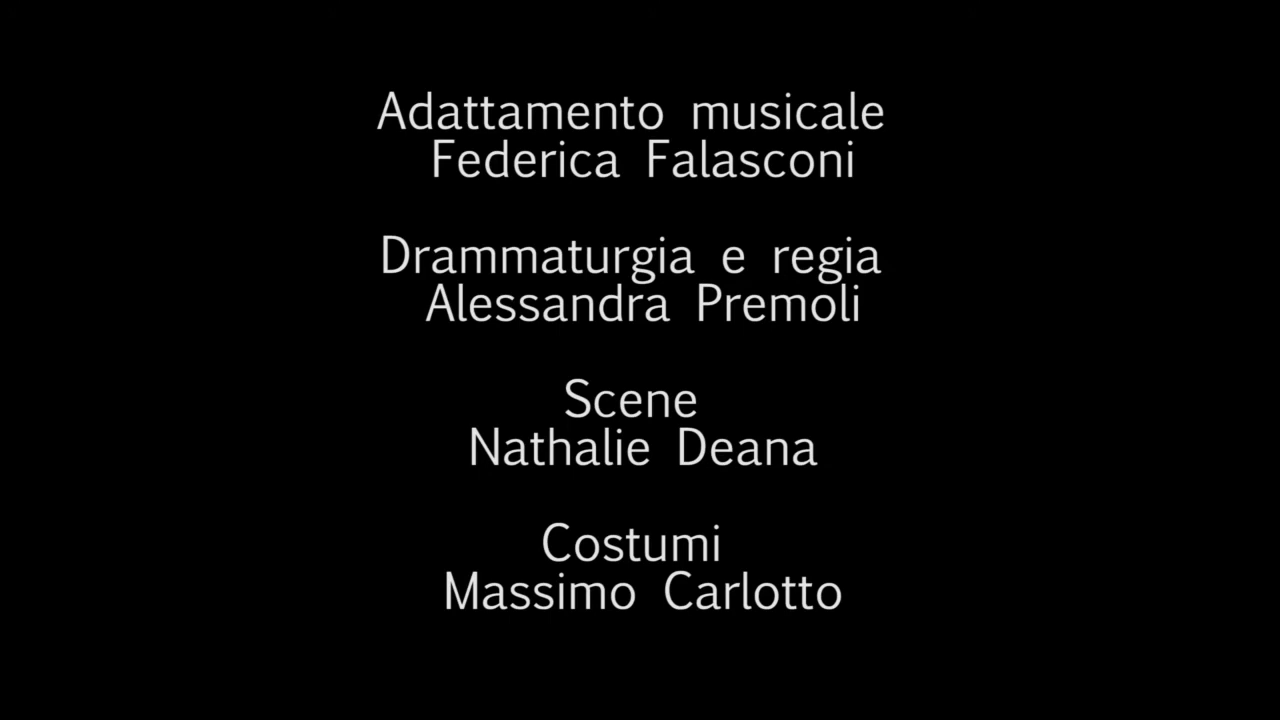 Adattamento musicale
Federica Falasconi
Drammaturgia e regia
Alessandra Premoli
Scene
Nathalie Deana
Costumi
Massimo Carlotto